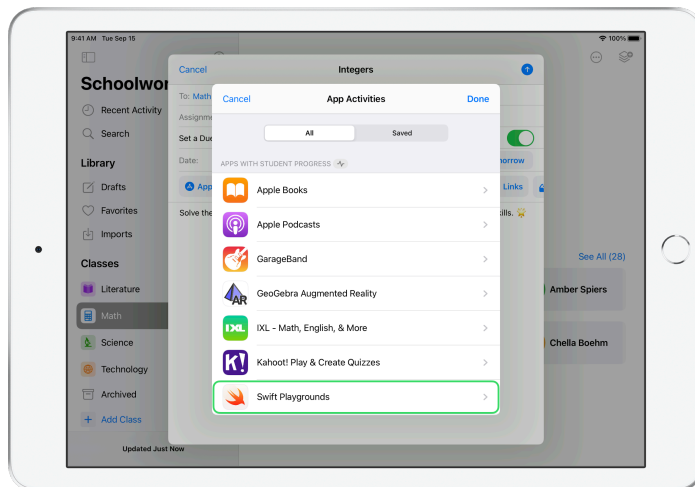 9:41 AM Tue Sep 15
100%
Schoolwor
Recent Activity
Search
Library
Drafts
Favorites
Imports
Classes
Literature
Math
Science
Technology
Archived
Add Class
Updated Just Now
Cancel
Integers
To: Math
Assignme
Set a Due
Date:
orrow
App
Links
Solve the
kills.
Cancel
App Activities
Done
All
Saved
APPS WITH STUDENT PROGRESS
Apple Books
Apple Podcasts
GarageBand
AR
GeoGebra Augmented Reality
IXL
IXL - Math, English, & More
K!
Kahoot! Play & Create Quizzes
Swift Playgrounds
See All (28)
Amber Spiers
Chella Boehm